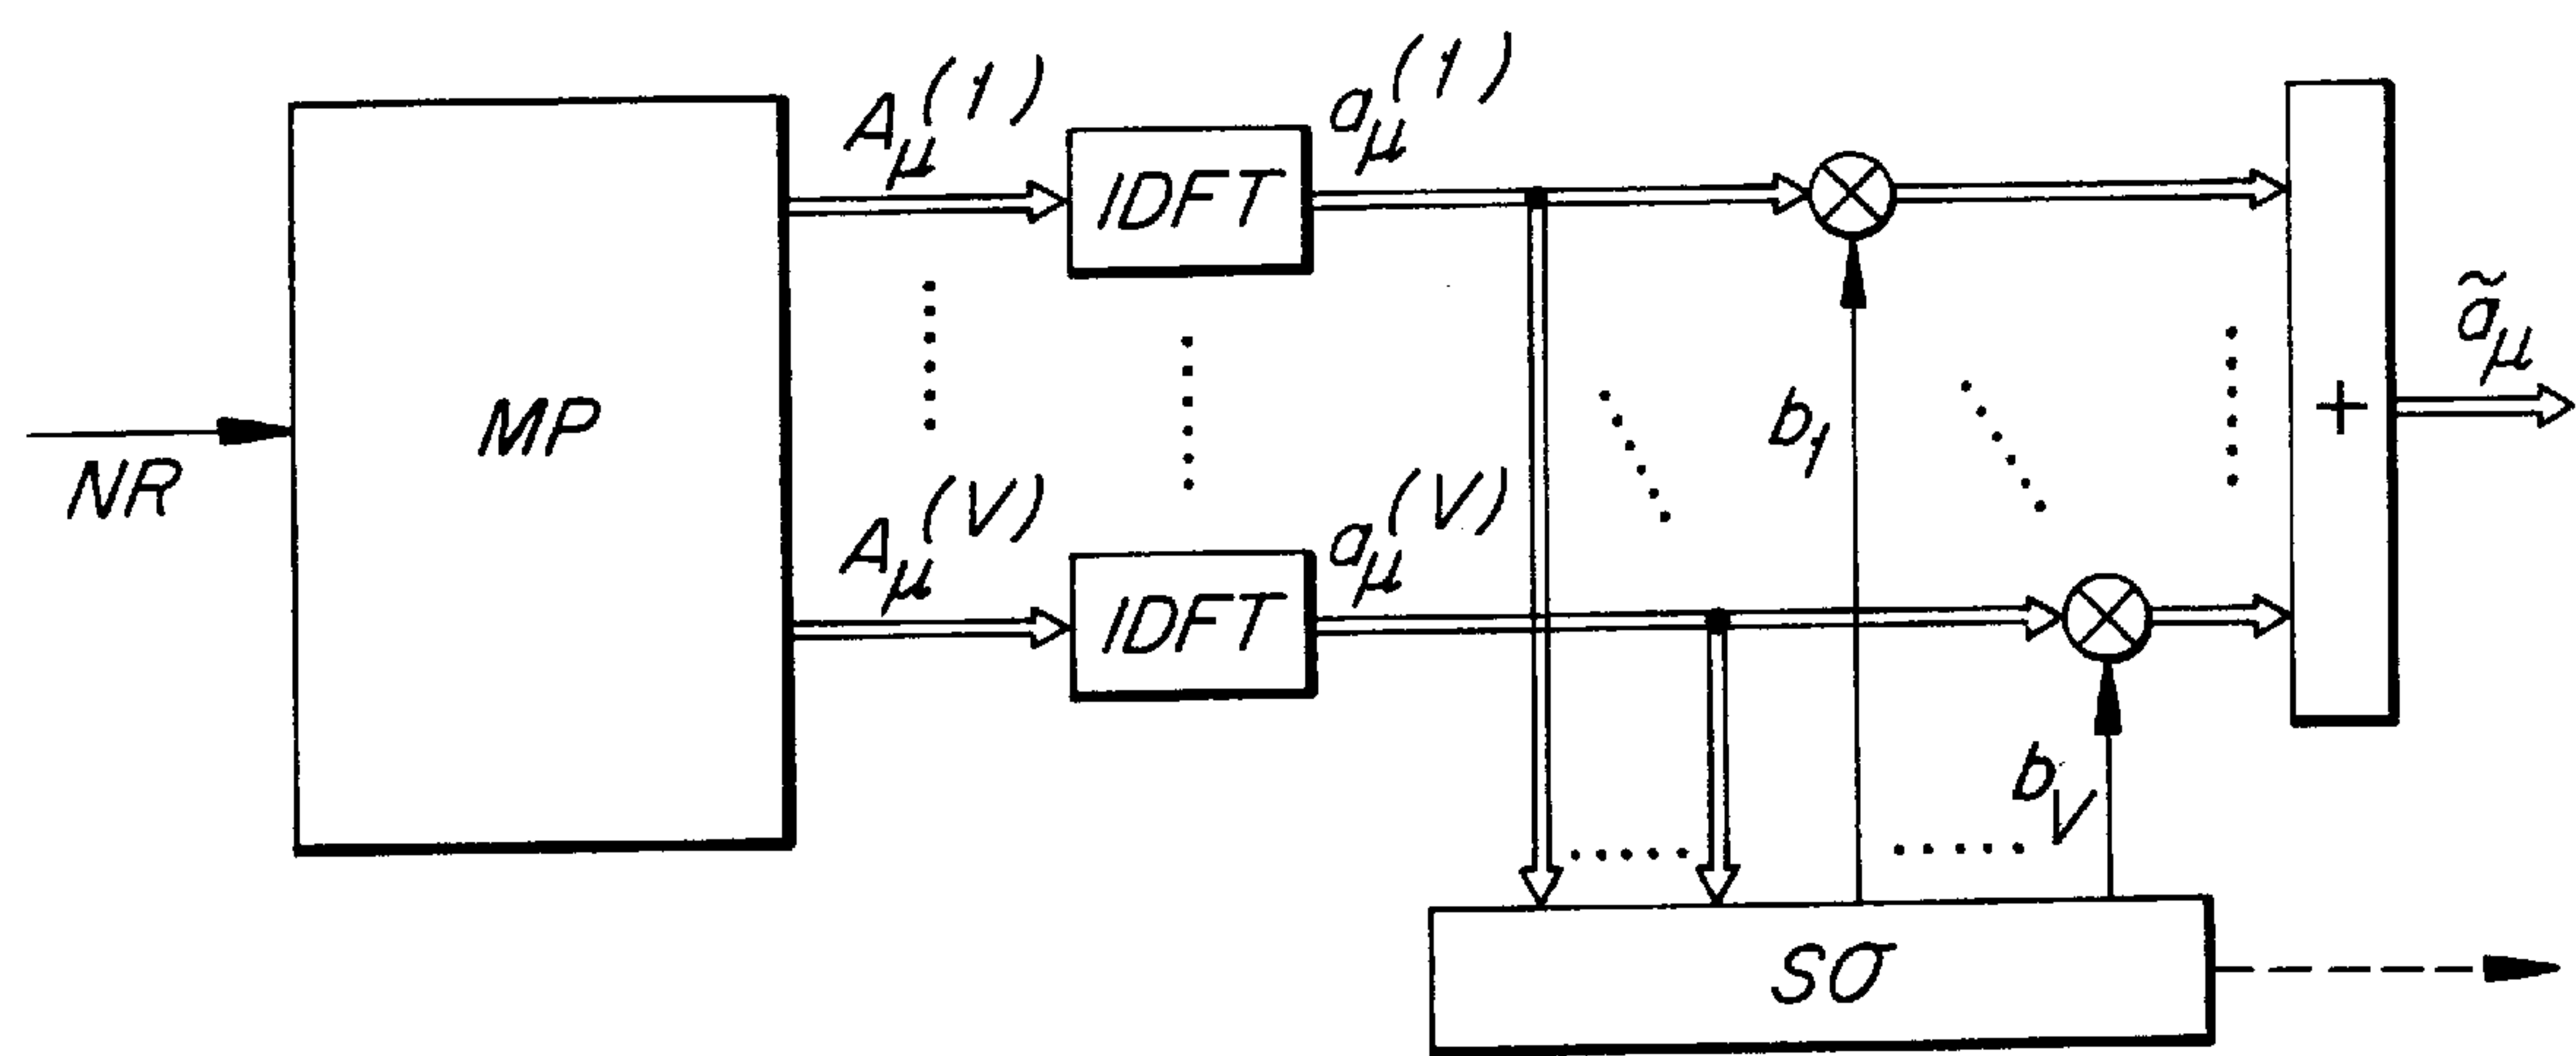 NR
MP
A_μ^(1)
IDFT
a_μ^(1)
A_μ^(V)
IDFT
a_μ^(V)
b_1
b_V
+
ã_μ
SO